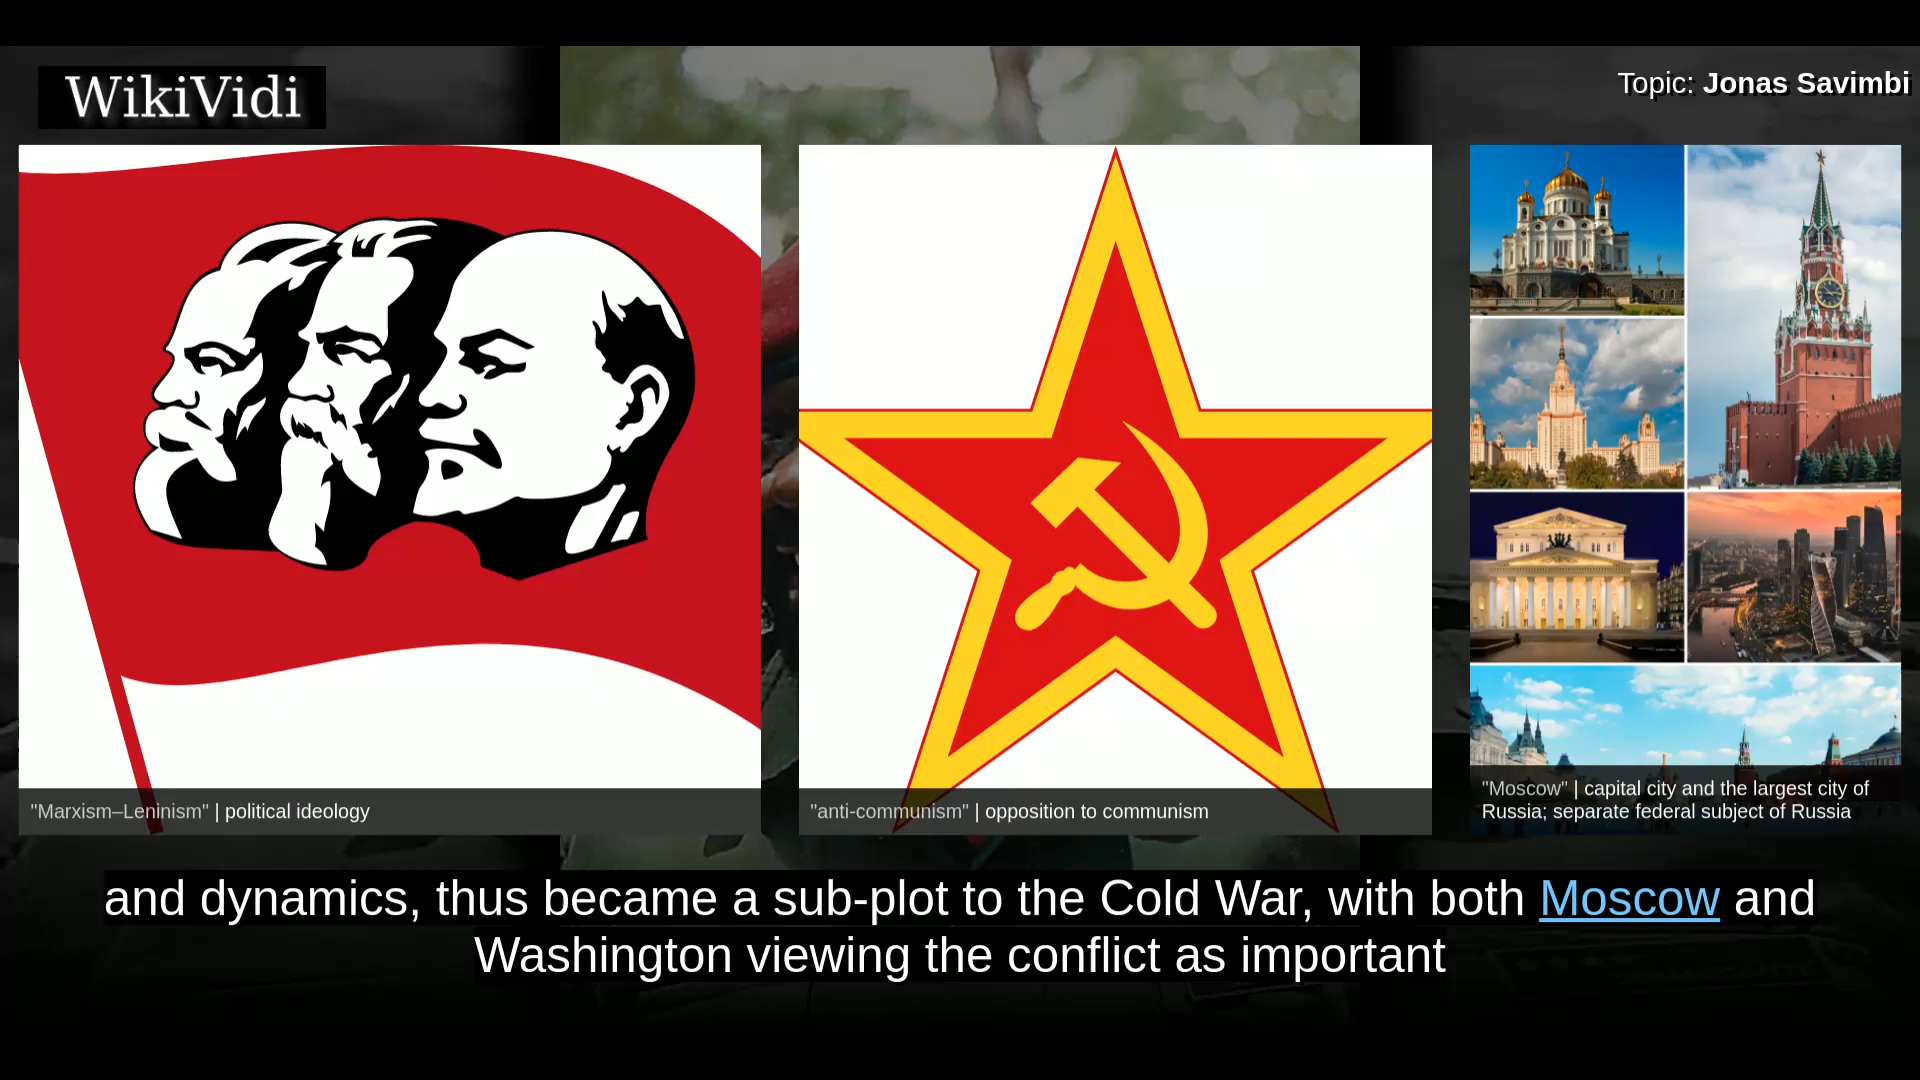 WikiVidi
Topic: Jonas Savimbi
"Marxism–Leninism" | political ideology
"anti-communism" | opposition to communism
"Moscow" | capital city and the largest city of
Russia; separate federal subject of Russia
and dynamics, thus became a sub-plot to the Cold War, with both Moscow and
Washington viewing the conflict as important